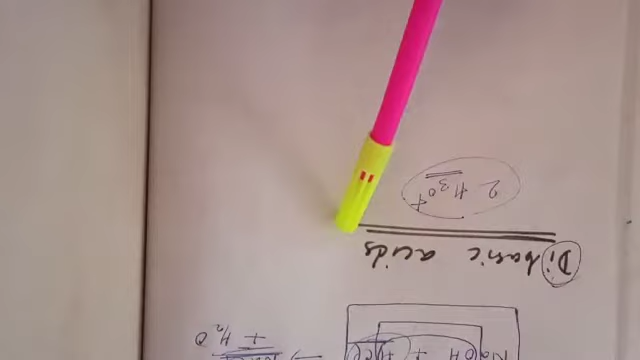 NaOH + HCl →
+ H₂O
Dibasic acids
2 H₃O⁺